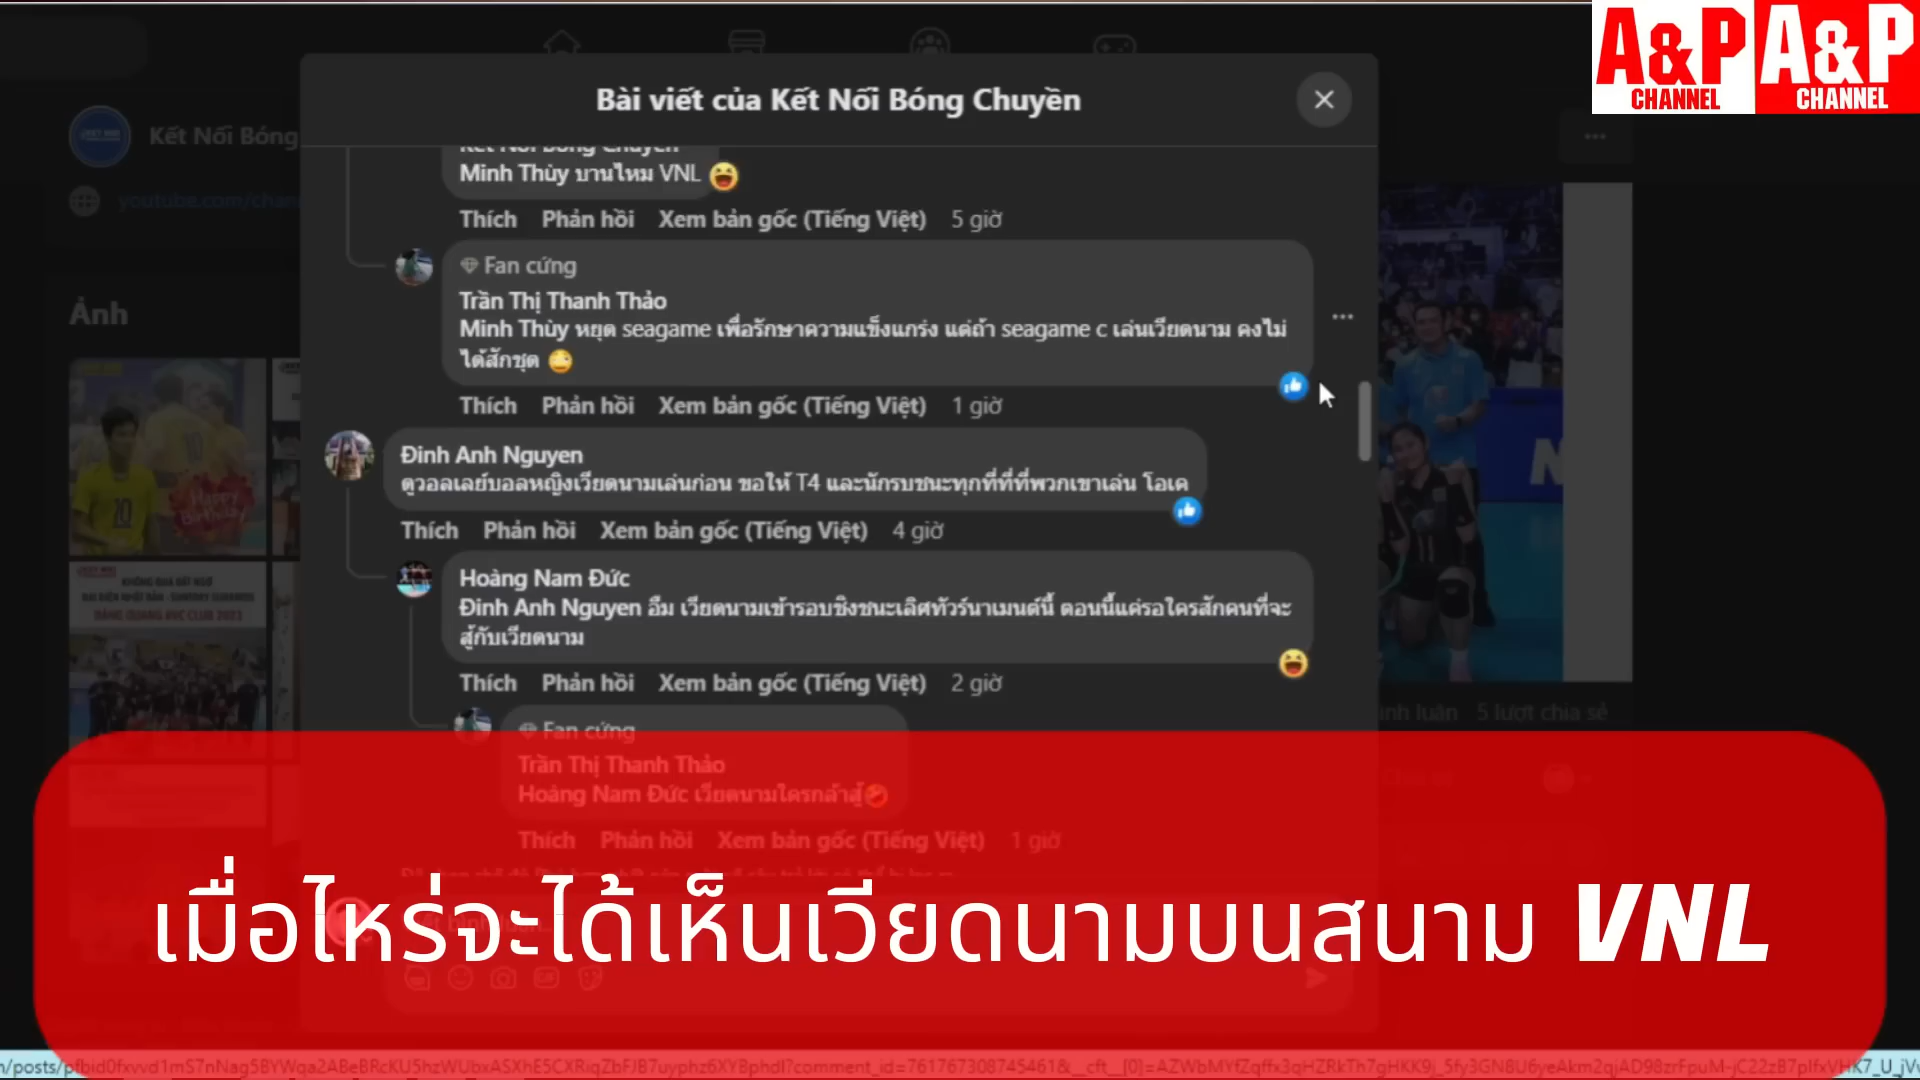 A&P A&P
CHANNEL CHANNEL
Bài viết của Kết Nối Bóng Chuyền
Kết Nối Bóng
youtube.com/chann
Ảnh
Kết Nối Bóng Chuyền
Minh Thùy บานไหม VNL
Thích Phản hồi Xem bản gốc (Tiếng Việt) 5 giờ
Fan cứng
Trần Thị Thanh Thảo
Minh Thùy หยุด seagame เพื่อรักษาความแข็งแกร่ง แต่ถ้า seagame c เล่นเวียดนาม คงไม่
ได้สักชุด
Thích Phản hồi Xem bản gốc (Tiếng Việt) 1 giờ
Đinh Anh Nguyen
ดูวอลเลย์บอลหญิงเวียดนามเล่นก่อน ขอให้ T4 และนักรบชนะทุกที่ที่ที่พวกเขาเล่น โอเค
Thích Phản hồi Xem bản gốc (Tiếng Việt) 4 giờ
Hoàng Nam Đức
Đinh Anh Nguyen อืม เวียดนามเข้ารอบชิงชนะเลิศทัวร์นาเมนต์นี้ ตอนนี้แค่รอใครสักคนที่จะ
สู้กับเวียดนาม
Thích Phản hồi Xem bản gốc (Tiếng Việt) 2 giờ
5 lượt chia sẻ
Fan cứng
Trần Thị Thanh Thảo
Hoàng Nam Đức เวียดนามใครกล้าสู้
Thích Phản hồi Xem bản gốc (Tiếng Việt) 1 giờ
Happy
Birthday
10
11
KHÔNG QUÁ BẤT NGỜ
เมื่อไหร่จะได้เห็นเวียดนามบนสนาม VNL